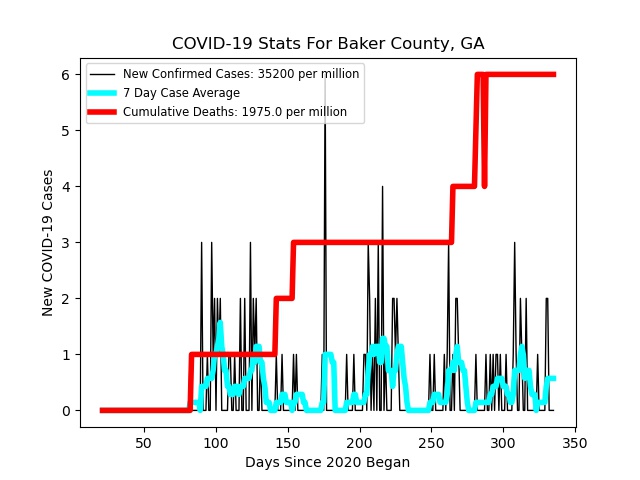 COVID-19 Stats For Baker County, GA
New Confirmed Cases: 35200 per million
7 Day Case Average
Cumulative Deaths: 1975.0 per million
New COVID-19 Cases
6
5
4
3
2
1
0
50 100 150 200 250 300 350
Days Since 2020 Began